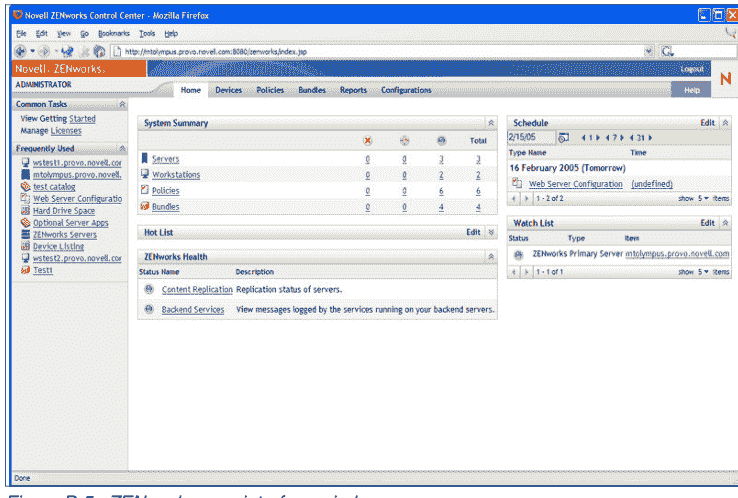 Novell ZENworks Control Center - Mozilla Firefox
File Edit View Go Bookmarks Tools Help
http://mtolympus.provo.novell.com:8080/zenworks/index.jsp
G
Novell. ZENworks.
Logout
N
ADMINISTRATOR
Home Devices Policies Bundles Reports Configurations Help
Common Tasks
View Getting Started
Manage Licenses
Frequently Used
wstest1.provo.novell.cor
mtolympus.provo.novell.
test catalog
Web Server Configuratio
Hard Drive Space
Optional Server Apps
ZENworks Servers
Device Listing
wstest2.provo.novell.cor
Test1
System Summary
Total
Servers 0 0 3 3
Workstations 0 0 2 2
Policies 0 0 6 6
Bundles 0 0 4 4
Hot List Edit
ZENworks Health
Status Name Description
Content Replication Replication status of servers.
Backend Services View messages logged by the services running on your backend servers.
Schedule Edit
2/15/05 1 7 31
Type Name Time
16 February 2005 (Tomorrow)
Web Server Configuration (undefined)
1 - 2 of 2 show 5 items
Watch List Edit
Status Type Item
ZENworks Primary Server mtolympus.provo.novell.com
1 - 1 of 1 show 5 items
Done